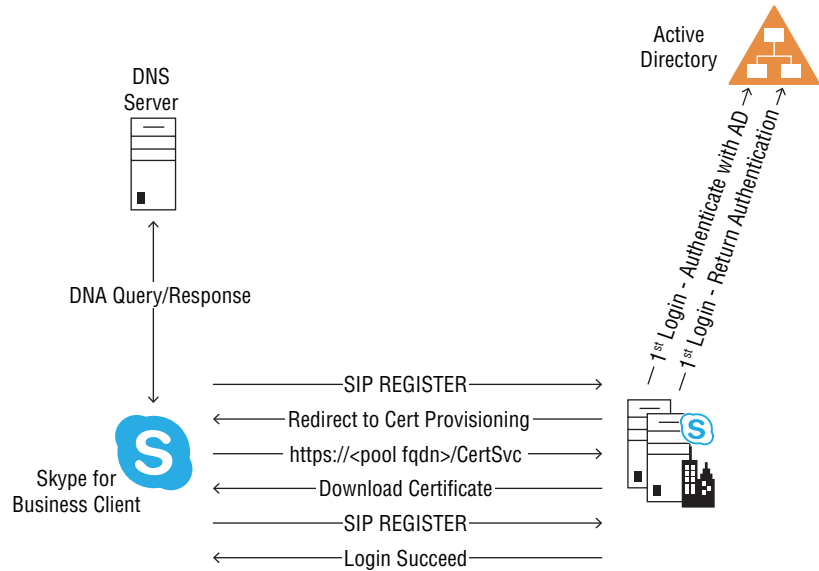 Active
Directory
DNS
Server
1st Login - Authenticate with AD
1st Login - Return Authentication
DNA Query/Response
SIP REGISTER
Redirect to Cert Provisioning
https://<pool fqdn>/CertSvc
Download Certificate
SIP REGISTER
Login Succeed
S
Skype for
Business Client
S